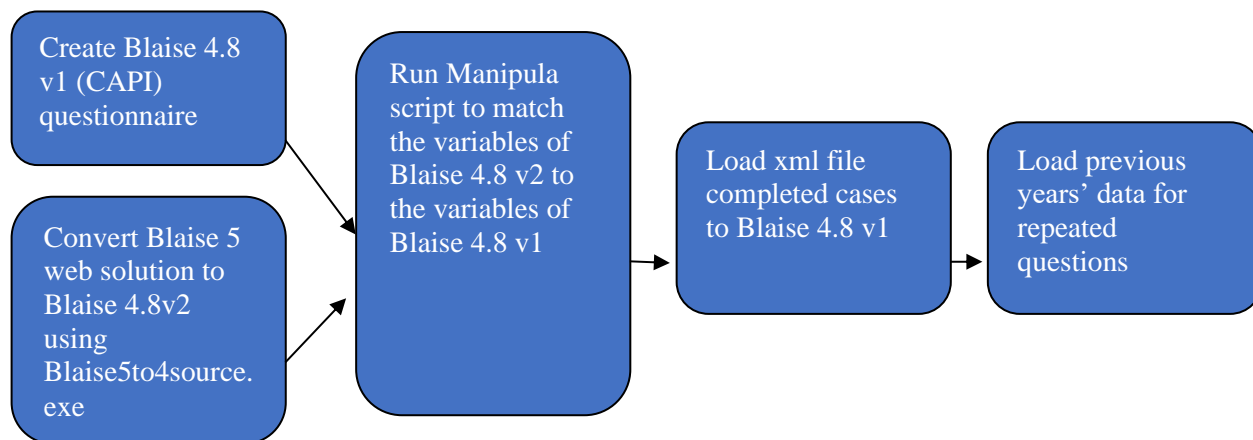 Create Blaise 4.8
v1 (CAPI)
questionnaire
Convert Blaise 5
web solution to
Blaise 4.8v2
using
Blaise5to4source.
exe
Run Manipula
script to match
the variables of
Blaise 4.8 v2 to
the variables of
Blaise 4.8 v1
Load xml file
completed cases
to Blaise 4.8 v1
Load previous
years’ data for
repeated
questions